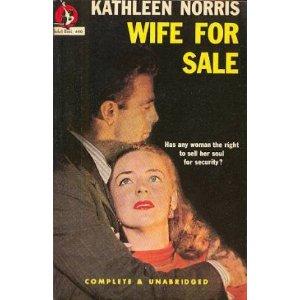 KATHLEEN NORRIS
WIFE FOR
SALE
Has any woman the right
to sell her soul
for security?
COMPLETE & UNABRIDGED